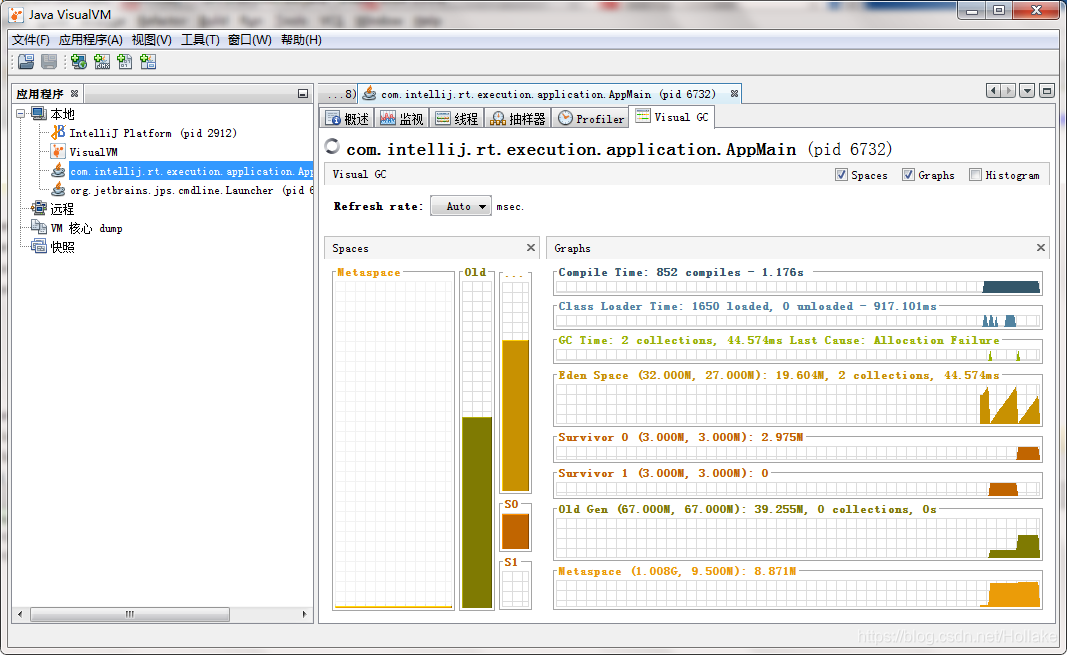 Java VisualVM
文件(F) 应用程序(A) 视图(V) 工具(T) 窗口(W) 帮助(H)
应用程序
本地
IntelliJ Platform (pid 2912)
VisualVM
com.intellij.rt.execution.application.App
org.jetbrains.jps.cmdline.Launcher (pid 6
远程
VM 核心 dump
快照
...8)
com.intellij.rt.execution.application.AppMain (pid 6732)
概述 监视 线程 抽样器 Profiler Visual GC
com.intellij.rt.execution.application.AppMain (pid 6732)
Visual GC
Spaces Graphs Histogram
Refresh rate: Auto msec.
Spaces
Metaspace
Old
...
S0
S1
Graphs
Compile Time: 852 compiles - 1.176s
Class Loader Time: 1650 loaded, 0 unloaded - 917.101ms
GC Time: 2 collections, 44.574ms Last Cause: Allocation Failure
Eden Space (32.000M, 27.000M): 19.604M, 2 collections, 44.574ms
Survivor 0 (3.000M, 3.000M): 2.975M
Survivor 1 (3.000M, 3.000M): 0
Old Gen (67.000M, 67.000M): 39.255M, 0 collections, 0s
Metaspace (1.008G, 9.500M): 8.871M
https://blog.csdn.net/Hollake